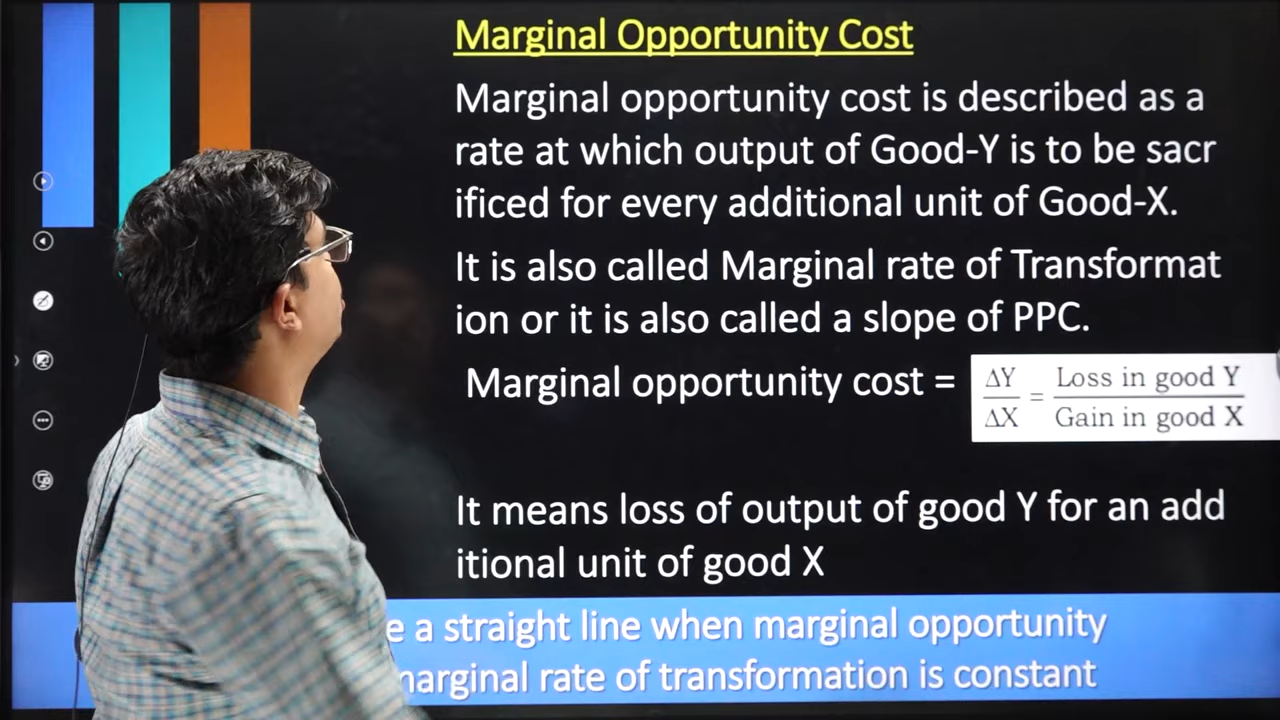 Marginal Opportunity Cost
Marginal opportunity cost is described as a
rate at which output of Good-Y is to be sacr
ificed for every additional unit of Good-X.
It is also called Marginal rate of Transformat
ion or it is also called a slope of PPC.
Marginal opportunity cost = ΔY/ΔX = Loss in good Y/Gain in good X
It means loss of output of good Y for an add
itional unit of good X
a straight line when marginal opportunity
rate of transformation is constant